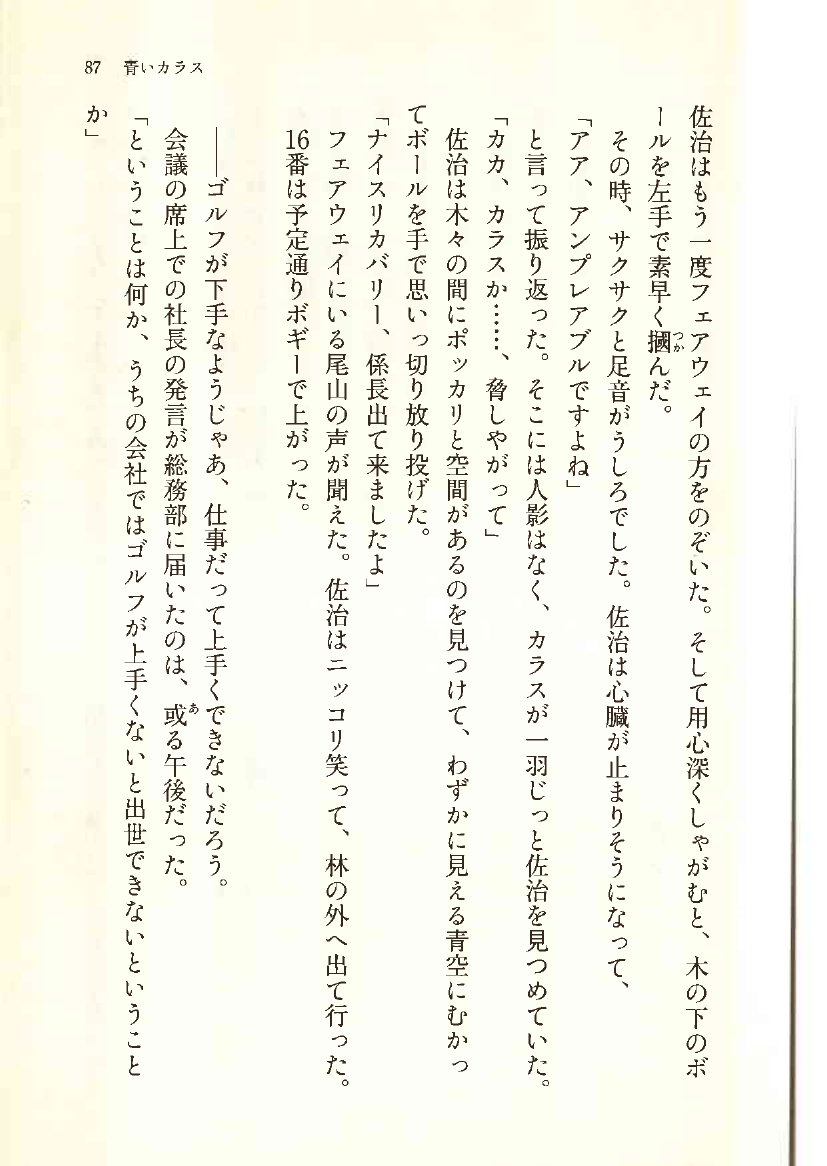 87 青いカラス
佐治はもう一度フェアウェイの方をのぞいた。そして用心深くしゃがむと、木の下のボ
ールを左手で素早く摑んだ。
その時、サクサクと足音がうしろでした。佐治は心臓が止まりそうになって、
「アア、アンプレアブルですよね」
と言って振り返った。そこには人影はなく、カラスが一羽じっと佐治を見つめていた。
「カカ、カラスか……、脅しやがって」
佐治は木々の間にポッカリと空間があるのを見つけて、わずかに見える青空にむかっ
てボールを手で思いっ切り放り投げた。
「ナイスリカバリー、係長出て来ましたよ」
フェアウェイにいる尾山の声が聞えた。佐治はニッコリ笑って、林の外へ出て行った。
16番は予定通りボギーで上がった。
――ゴルフが下手なようじゃあ、仕事だって上手くできないだろう。
会議の席上での社長の発言が総務部に届いたのは、或る午後だった。
「ということは何か、うちの会社ではゴルフが上手くないと出世できないということ
か」